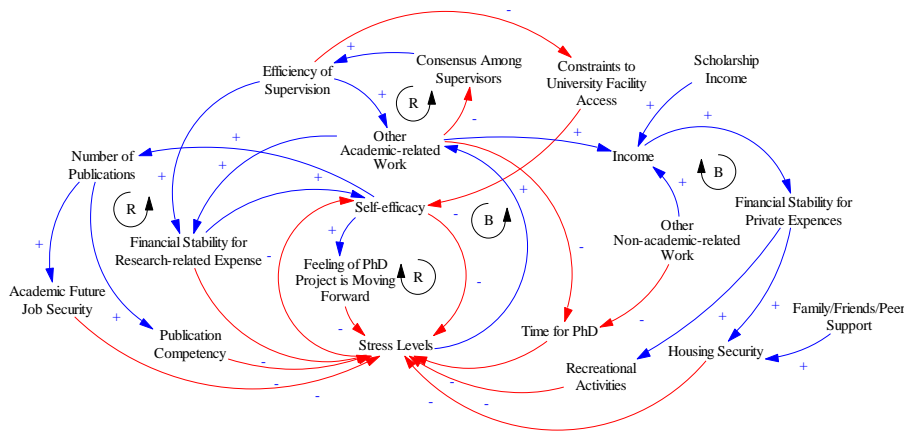 -
+
Efficiency of
Supervision
Consensus Among
Supervisors
Constraints to
University Facility
Access
Scholarship
Income
+
+
R
-
-
+
+
Other
Academic-related
Work
+
Income
+
B
Number of
Publications
+
+
+
R
+
+
Self-efficacy
-
B
+
Financial Stability for
Private Expences
Other
Non-academic-related
Work
+
Financial Stability for
Research-related Expense
-
+
-
-
Feeling of PhD
Project is Moving
Forward
R
-
+
Academic Future
Job Security
+
Publication
Competency
-
-
-
Stress Levels
-
Time for PhD
-
+
+
Housing Security
Family/Friends/Peer
Support
+
Recreational
Activities
-
-
-
-